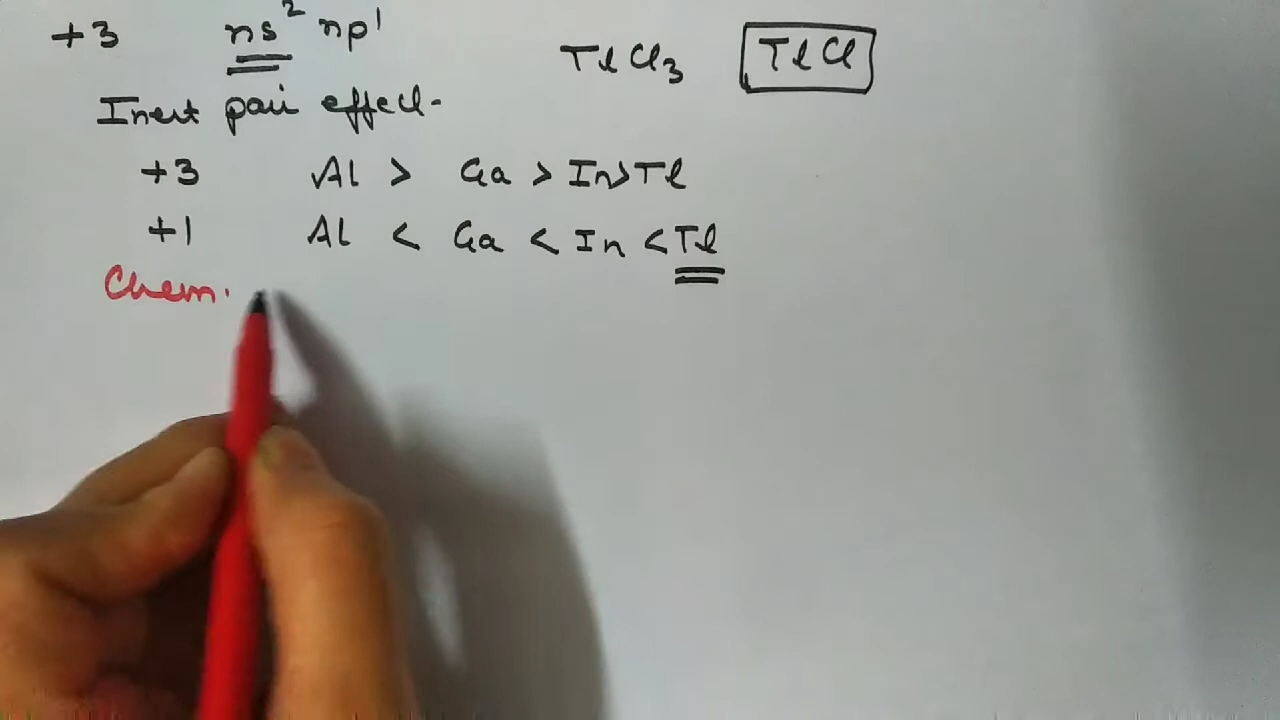 +3 ns² np¹ TlCl₃ TlCl
Inert pair effect-
+3 Al > Ga > In>Tl
+1 Al < Ga < In < Tl
Chem.